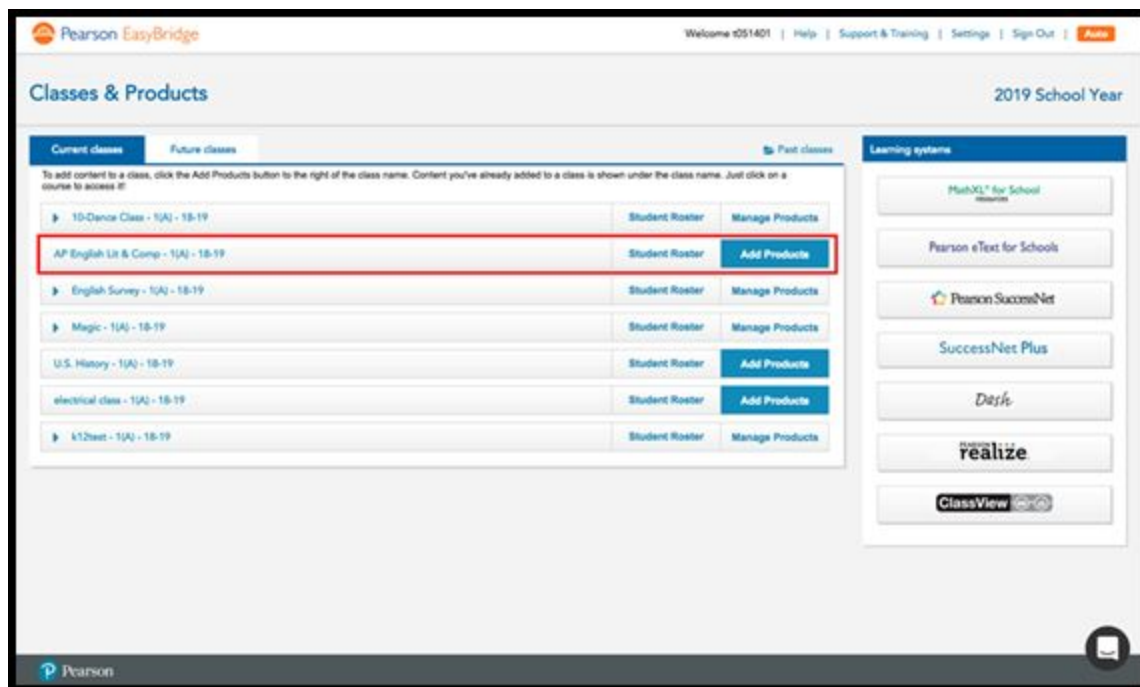 Pearson EasyBridge
Welcome t051401 | Help | Support & Training | Settings | Sign Out | Auto
Classes & Products
2019 School Year
Current classes
Future classes
Past classes
To add content to a class, click the Add Products button to the right of the class name. Content you've already added to a class is shown under the class name. Just click on a
course to access it!
10-Dance Class - 1(A) - 18-19 Student Roster Manage Products
AP English Lit & Comp - 1(A) - 18-19 Student Roster Add Products
English Survey - 1(A) - 18-19 Student Roster Manage Products
Magic - 1(A) - 18-19 Student Roster Manage Products
U.S. History - 1(A) - 18-19 Student Roster Add Products
electrical class - 1(A) - 18-19 Student Roster Add Products
k12test - 1(A) - 18-19 Student Roster Manage Products
Learning systems
MathXL® for School
Pearson eText for Schools
Pearson SuccessNet
SuccessNet Plus
Dash
PEARSON
realize
ClassView
Pearson